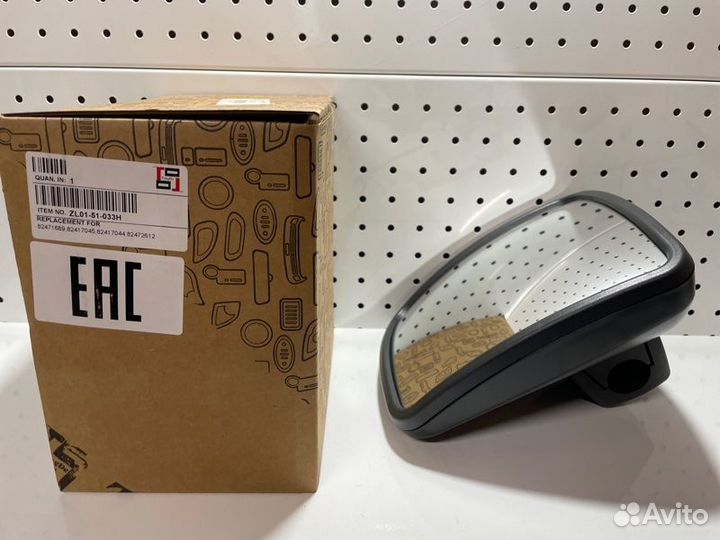 QUAN. IN: 1
ITEM NO. ZL01-51-033H
REPLACEMENT FOR
82471689,82417045,82417044,82472612
EAC
Avito